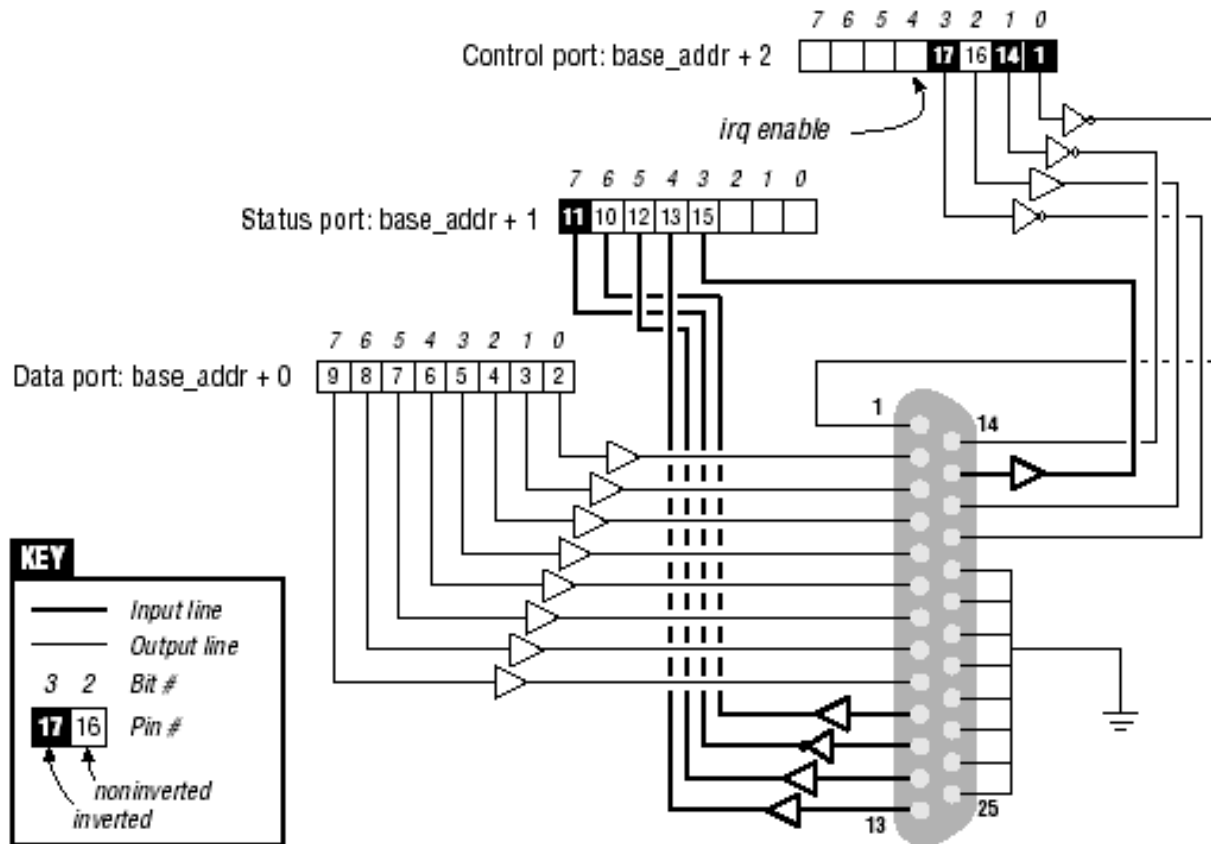 7 6 5 4 3 2 1 0
Control port: base_addr + 2
17 16 14 1
irq enable
7 6 5 4 3 2 1 0
Status port: base_addr + 1
11 10 12 13 15
7 6 5 4 3 2 1 0
Data port: base_addr + 0
9 8 7 6 5 4 3 2
1
14
KEY
Input line
Output line
3 2 Bit #
17 16 Pin #
noninverted
inverted
13
25